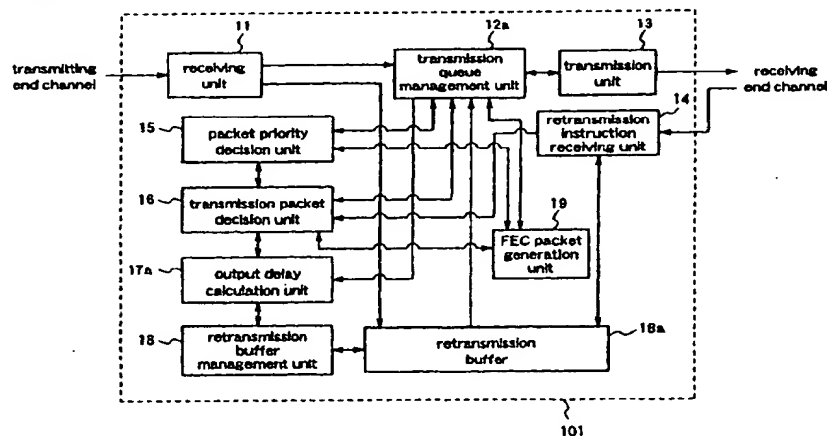 11
12a
13
transmitting
end channel
receiving
unit
transmission
queue
management unit
transmission
unit
receiving
end channel
14
15
packet priority
decision unit
retransmission
instruction
receiving unit
16
transmission packet
decision unit
19
FEC packet
generation
unit
17a
output delay
calculation unit
18
retransmission
buffer
management unit
retransmission
buffer
18a
101